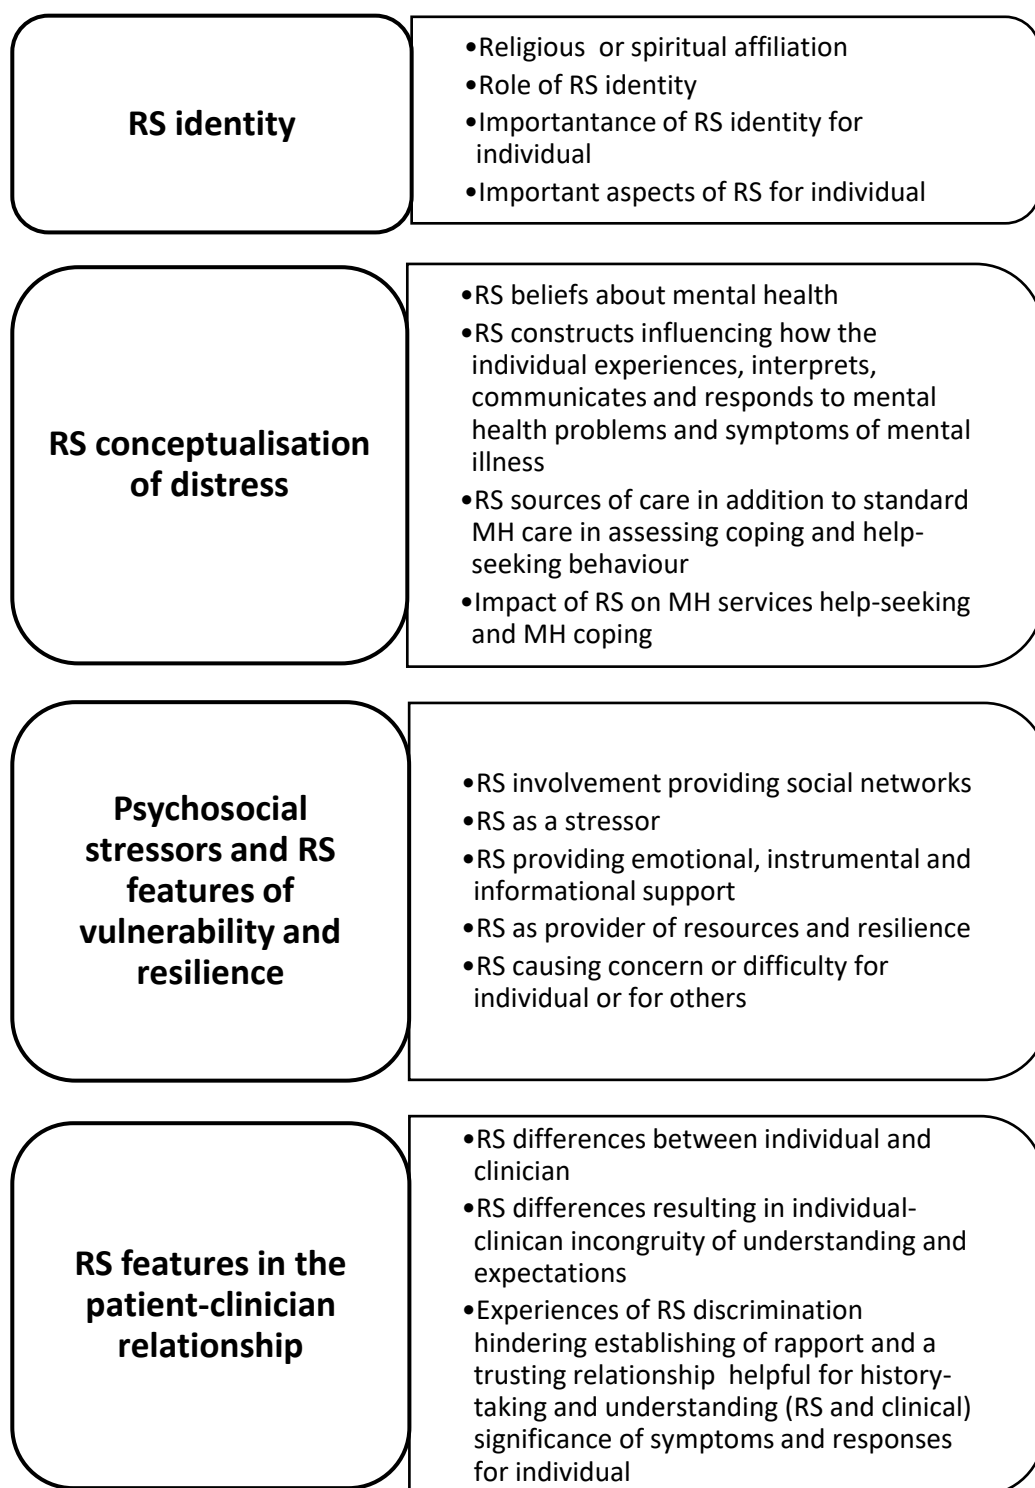 RS identity
•Religious  or spiritual affiliation
•Role of RS identity
•Importantance of RS identity for
individual
•Important aspects of RS for individual
RS conceptualisation
of distress
•RS beliefs about mental health
•RS constructs influencing how the
individual experiences, interprets,
communicates and responds to mental
health problems and symptoms of mental
illness
•RS sources of care in addition to standard
MH care in assessing coping and help-
seeking behaviour
•Impact of RS on MH services help-seeking
and MH coping
Psychosocial
stressors and RS
features of
vulnerability and
resilience
•RS involvement providing social networks
•RS as a stressor
•RS providing emotional, instrumental and
informational support
•RS as provider of resources and resilience
•RS causing concern or difficulty for
individual or for others
RS features in the
patient-clinician
relationship
•RS differences between individual and
clinician
•RS differences resulting in individual-
clinican incongruity of understanding and
expectations
•Experiences of RS discrimination
hindering establishing of rapport and a
trusting relationship  helpful for history-
taking and understanding (RS and clinical)
significance of symptoms and responses
for individual